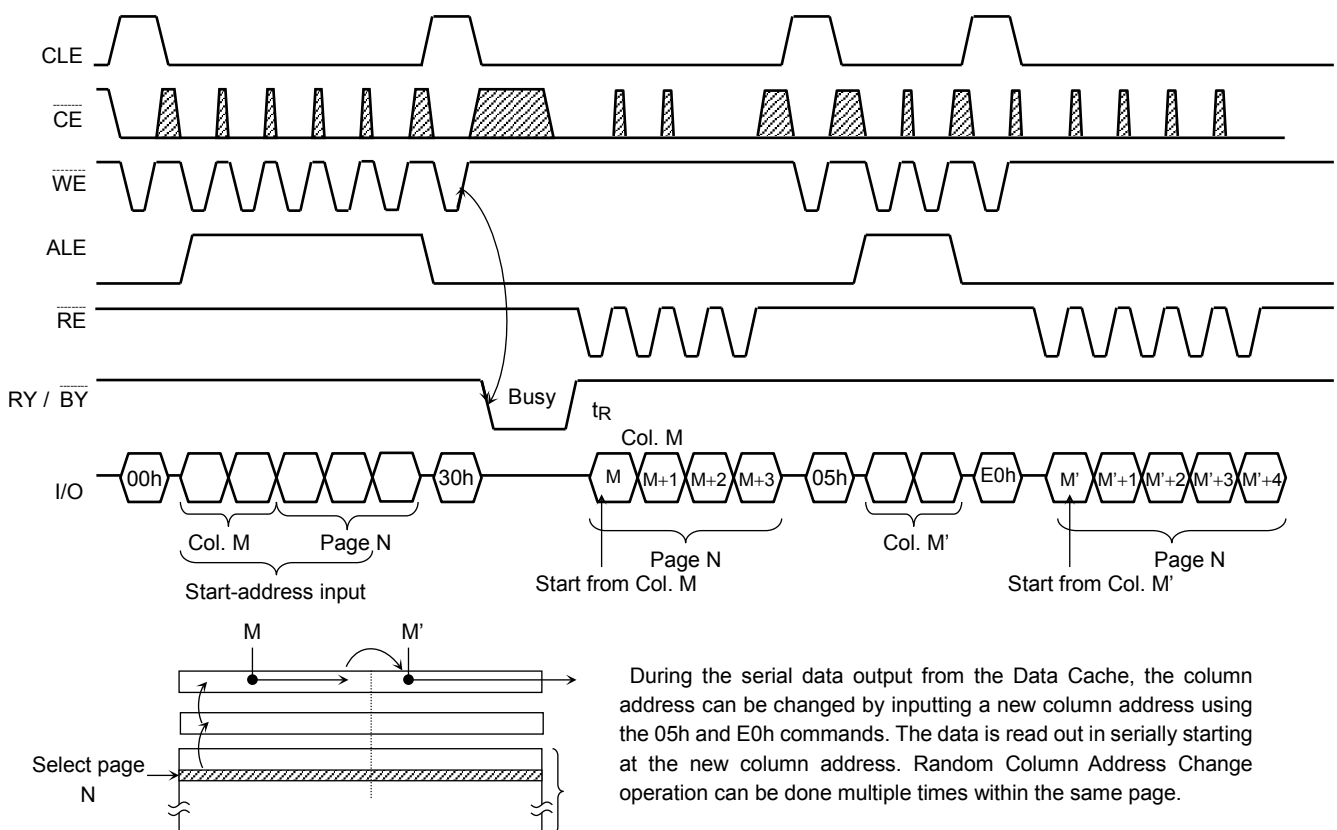 CLE
CE
WE
ALE
RE
RY / BY
Busy
tR
Col. M
I/O
00h
30h
M
M+1
M+2
M+3
05h
E0h
M'
M'+1
M'+2
M'+3
M'+4
Col. M
Page N
Start-address input
Page N
Start from Col. M
Col. M’
Page N
Start from Col. M’
M
M’
Select page
N
During the serial data output from the Data Cache, the column
address can be changed by inputting a new column address using
the 05h and E0h commands. The data is read out in serially starting
at the new column address. Random Column Address Change
operation can be done multiple times within the same page.